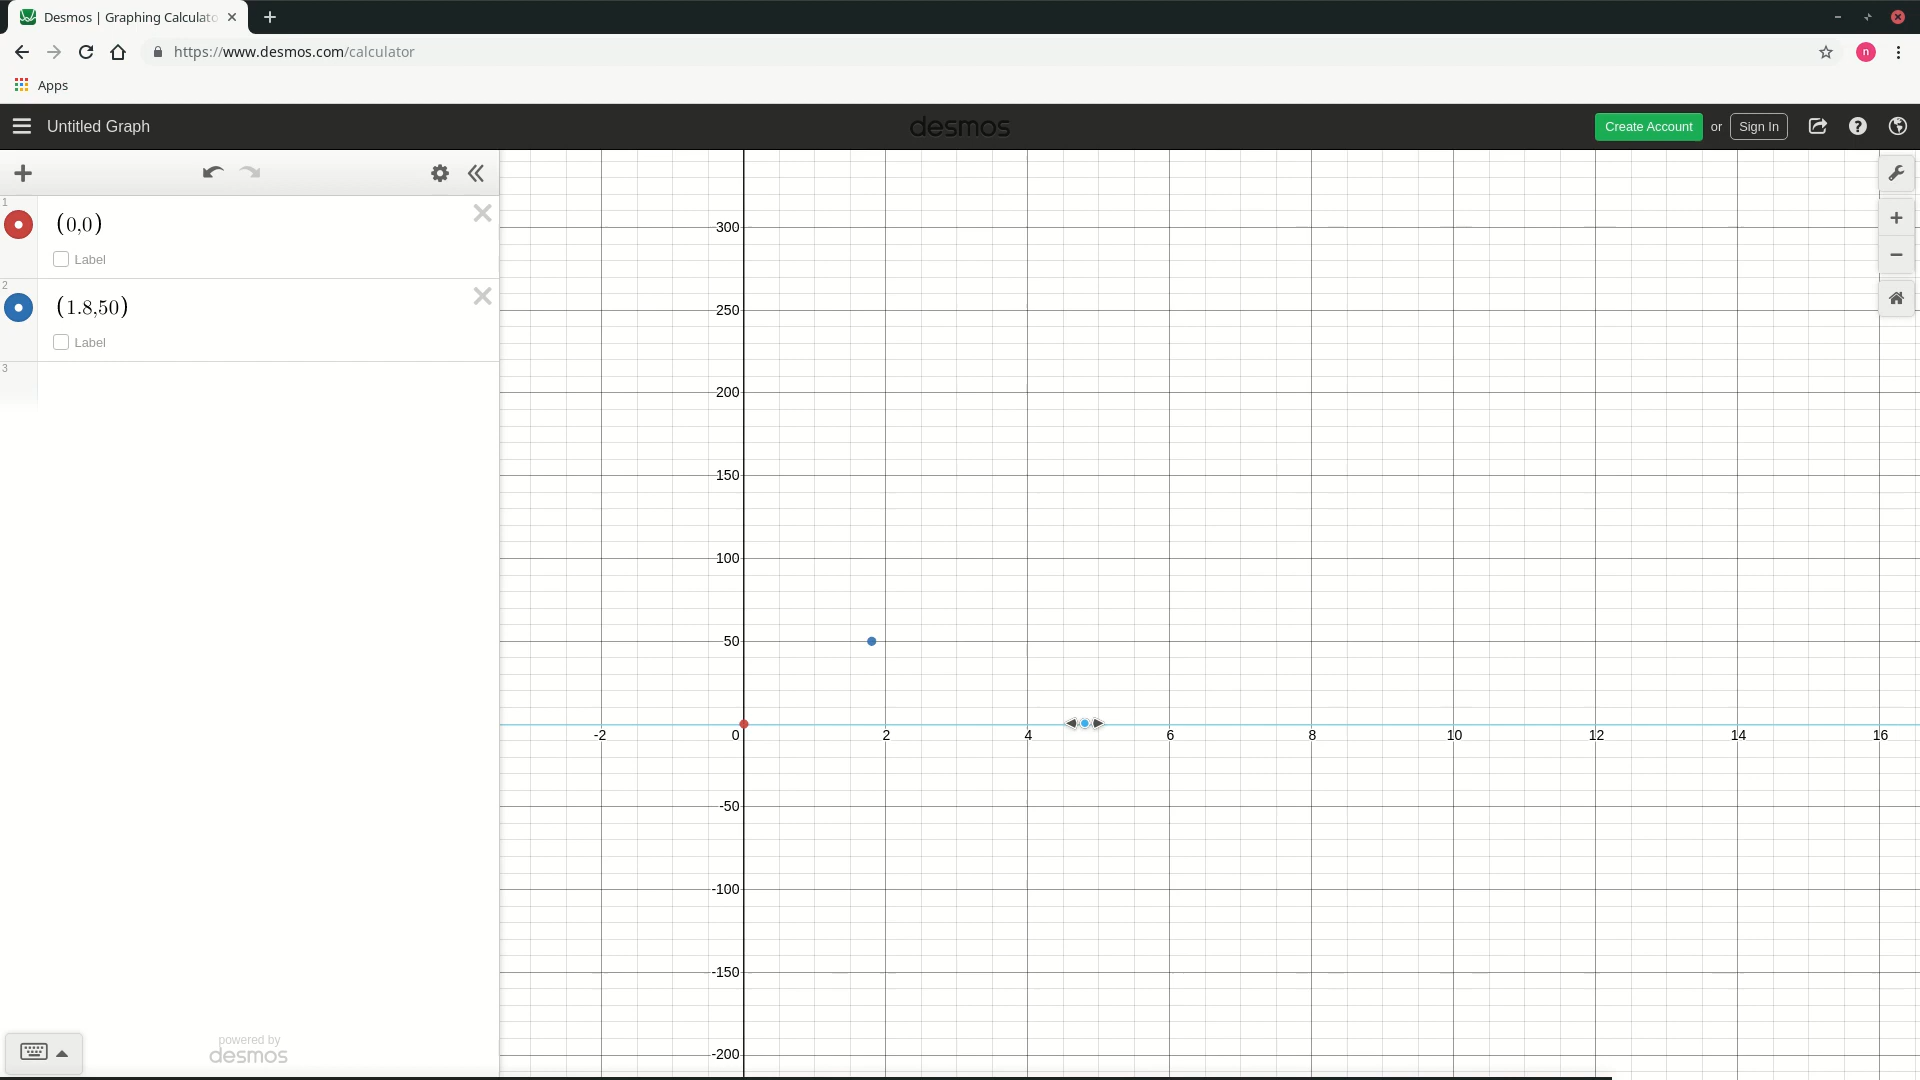 Desmos | Graphing Calculato
https://www.desmos.com/calculator
n
Apps
Untitled Graph
desmos
Create Account or Sign In
1
(0,0)
Label
2
(1.8,50)
Label
3
300
250
200
150
100
50
-2 0 2 4 6 8 10 12 14 16
-50
-100
-150
-200
powered by
desmos